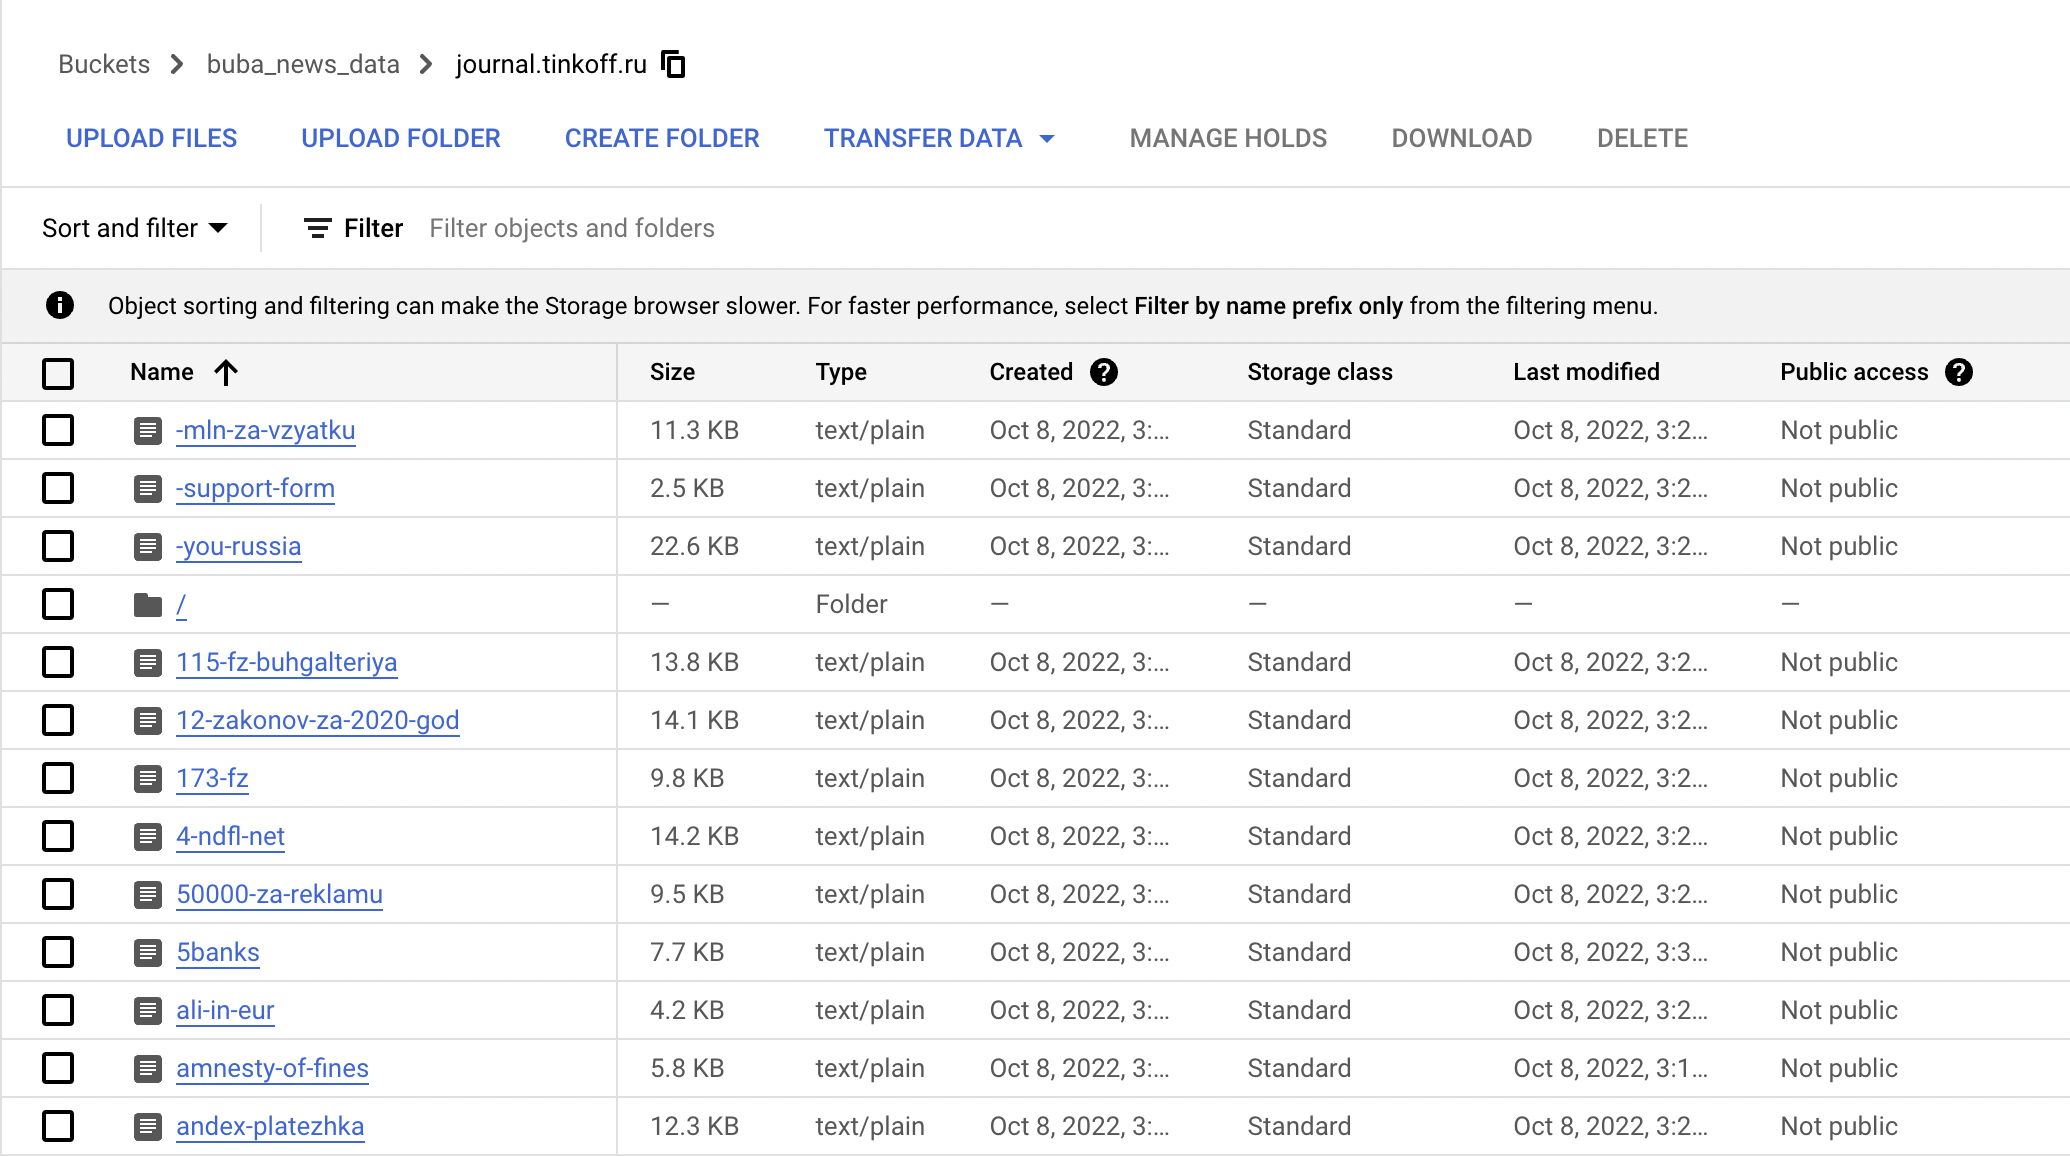 Buckets > buba_news_data > journal.tinkoff.ru
UPLOAD FILES UPLOAD FOLDER CREATE FOLDER TRANSFER DATA MANAGE HOLDS DOWNLOAD DELETE
Sort and filter Filter Filter objects and folders
Object sorting and filtering can make the Storage browser slower. For faster performance, select Filter by name prefix only from the filtering menu.
Name Size Type Created Storage class Last modified Public access
-mln-za-vzyatku 11.3 KB text/plain Oct 8, 2022, 3:... Standard Oct 8, 2022, 3:2... Not public
-support-form 2.5 KB text/plain Oct 8, 2022, 3:... Standard Oct 8, 2022, 3:2... Not public
-you-russia 22.6 KB text/plain Oct 8, 2022, 3:... Standard Oct 8, 2022, 3:2... Not public
/ — Folder — — — —
115-fz-buhgalteriya 13.8 KB text/plain Oct 8, 2022, 3:... Standard Oct 8, 2022, 3:2... Not public
12-zakonov-za-2020-god 14.1 KB text/plain Oct 8, 2022, 3:... Standard Oct 8, 2022, 3:2... Not public
173-fz 9.8 KB text/plain Oct 8, 2022, 3:... Standard Oct 8, 2022, 3:2... Not public
4-ndfl-net 14.2 KB text/plain Oct 8, 2022, 3:... Standard Oct 8, 2022, 3:2... Not public
50000-za-reklamu 9.5 KB text/plain Oct 8, 2022, 3:... Standard Oct 8, 2022, 3:2... Not public
5banks 7.7 KB text/plain Oct 8, 2022, 3:... Standard Oct 8, 2022, 3:3... Not public
ali-in-eur 4.2 KB text/plain Oct 8, 2022, 3:... Standard Oct 8, 2022, 3:2... Not public
amnesty-of-fines 5.8 KB text/plain Oct 8, 2022, 3:... Standard Oct 8, 2022, 3:1... Not public
andex-platezhka 12.3 KB text/plain Oct 8, 2022, 3:... Standard Oct 8, 2022, 3:2... Not public